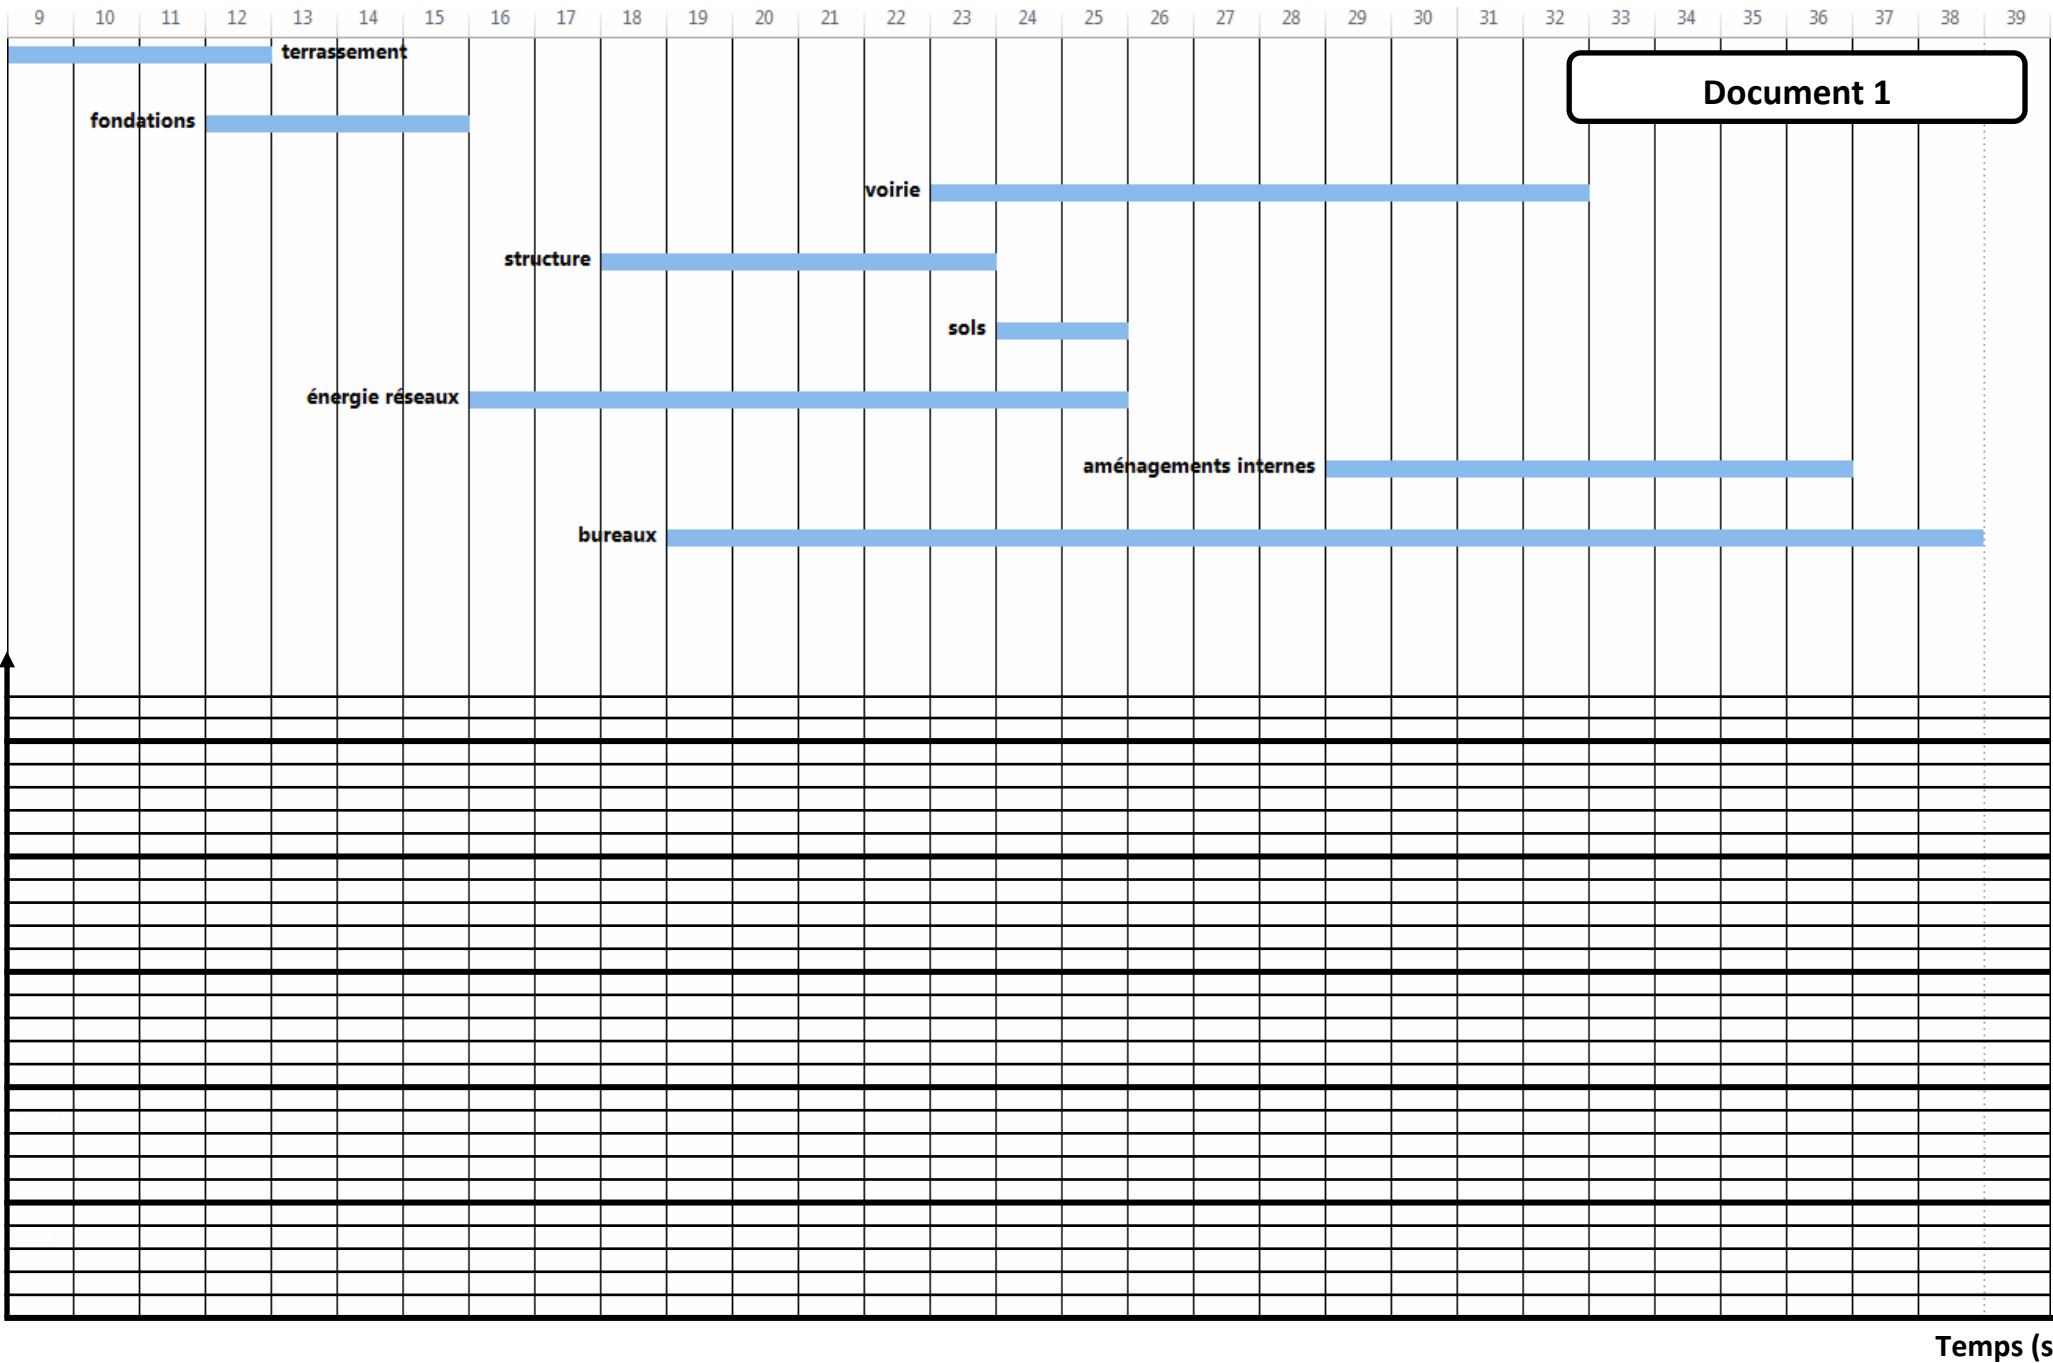 9 10 11 12 13 14 15 16 17 18 19 20 21 22 23 24 25 26 27 28 29 30 31 32 33 34 35 36 37 38 39
terrassement
Document 1
fondations
voirie
structure
sols
énergie réseaux
aménagements internes
bureaux
Temps (s